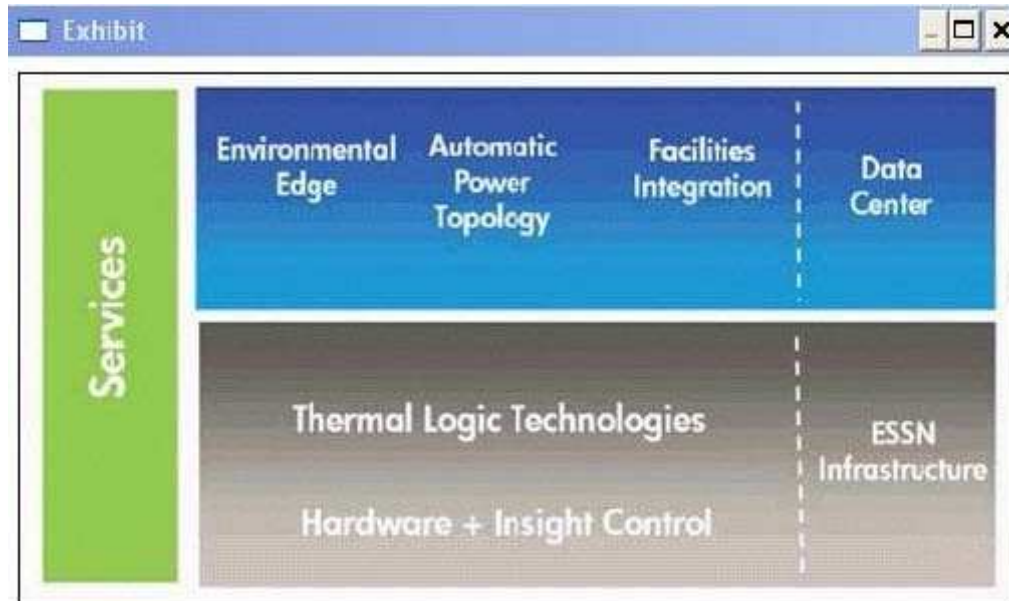 Exhibit
Services
Environmental
Edge
Automatic
Power
Topology
Facilities
Integration
Data
Center
Thermal Logic Technologies
Hardware + Insight Control
ESSN
Infrastructure